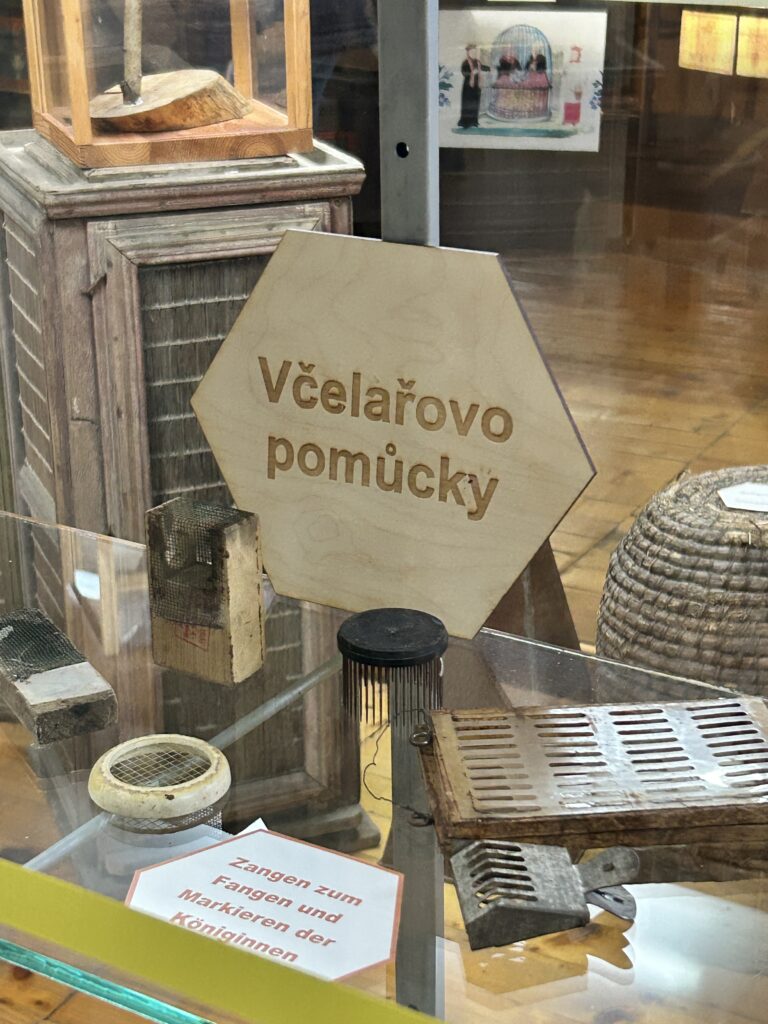 Včelařovo
pomůcky
Zangen zum
Fangen und
Markieren der
Königinnen